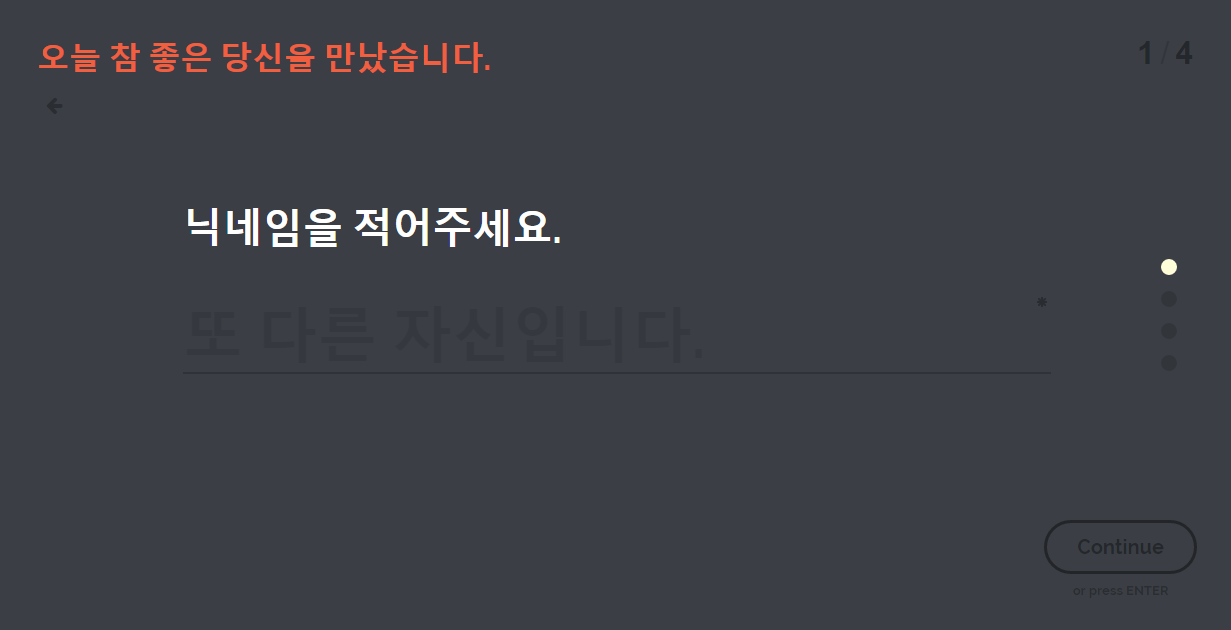 오늘 참 좋은 당신을 만났습니다.
1 / 4
닉네임을 적어주세요.
또 다른 자신입니다.
*
Continue
or press ENTER